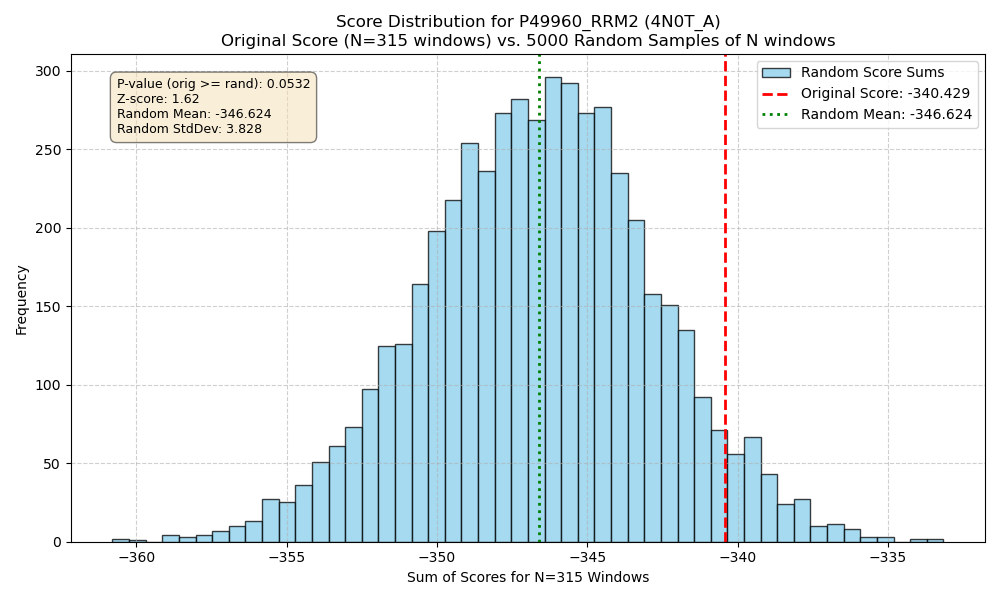 Score Distribution for P49960_RRM2 (4N0T_A)
Original Score (N=315 windows) vs. 5000 Random Samples of N windows
P-value (orig >= rand): 0.0532
Z-score: 1.62
Random Mean: -346.624
Random StdDev: 3.828
Random Score Sums
Original Score: -340.429
Random Mean: -346.624
Frequency
300
250
200
150
100
50
0
−360 −355 −350 −345 −340 −335
Sum of Scores for N=315 Windows